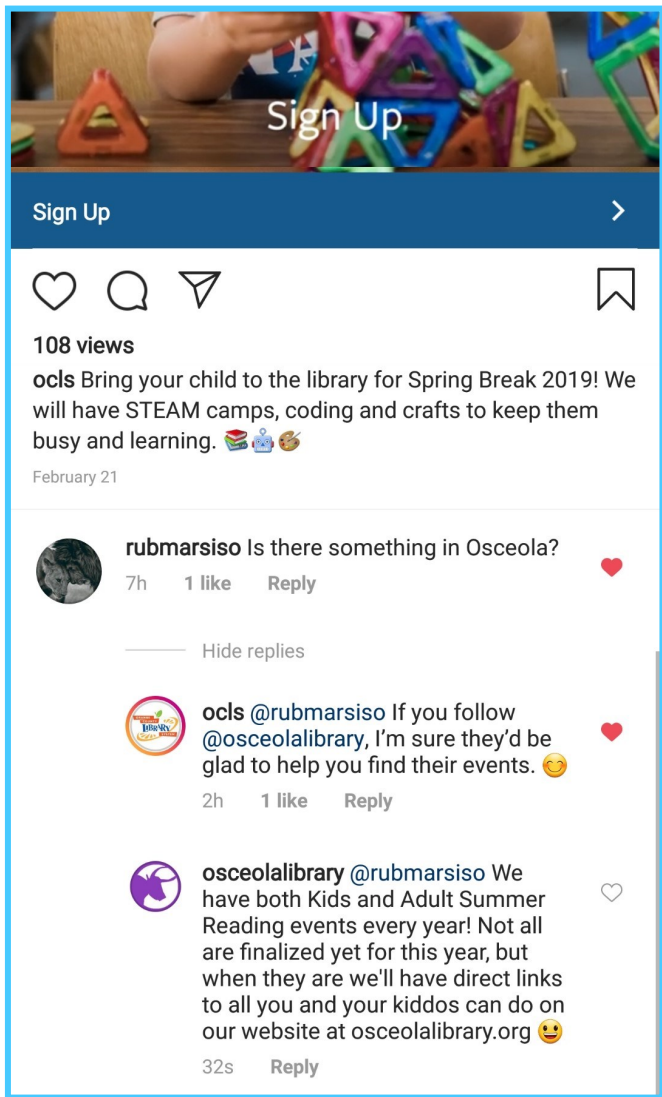 Sign Up
Sign Up
108 views
ocls Bring your child to the library for Spring Break 2019! We
will have STEAM camps, coding and crafts to keep them
busy and learning. 📚🤖🎨
February 21
rubmarsiso Is there something in Osceola?
7h 1 like Reply
Hide replies
LIBRARY
ocls @rubmarsiso If you follow
@osceolalibrary, I’m sure they’d be
glad to help you find their events. 😊
2h 1 like Reply
osceolalibrary @rubmarsiso We
have both Kids and Adult Summer
Reading events every year! Not all
are finalized yet for this year, but
when they are we'll have direct links
to all you and your kiddos can do on
our website at osceolalibrary.org 😀
32s Reply